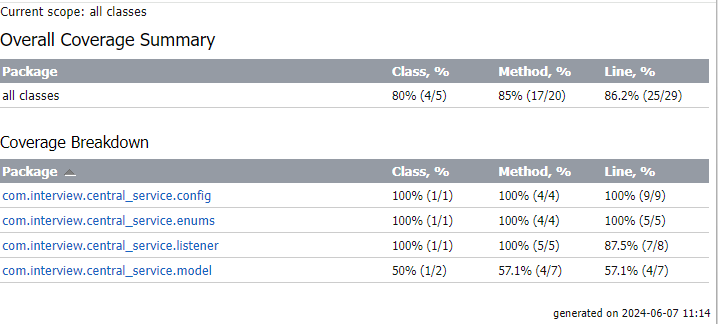 Current scope: all classes
Overall Coverage Summary
Package Class, % Method, % Line, %
all classes 80% (4/5) 85% (17/20) 86.2% (25/29)
Coverage Breakdown
Package Class, % Method, % Line, %
com.interview.central_service.config 100% (1/1) 100% (4/4) 100% (9/9)
com.interview.central_service.enums 100% (1/1) 100% (4/4) 100% (5/5)
com.interview.central_service.listener 100% (1/1) 100% (5/5) 87.5% (7/8)
com.interview.central_service.model 50% (1/2) 57.1% (4/7) 57.1% (4/7)
generated on 2024-06-07 11:14